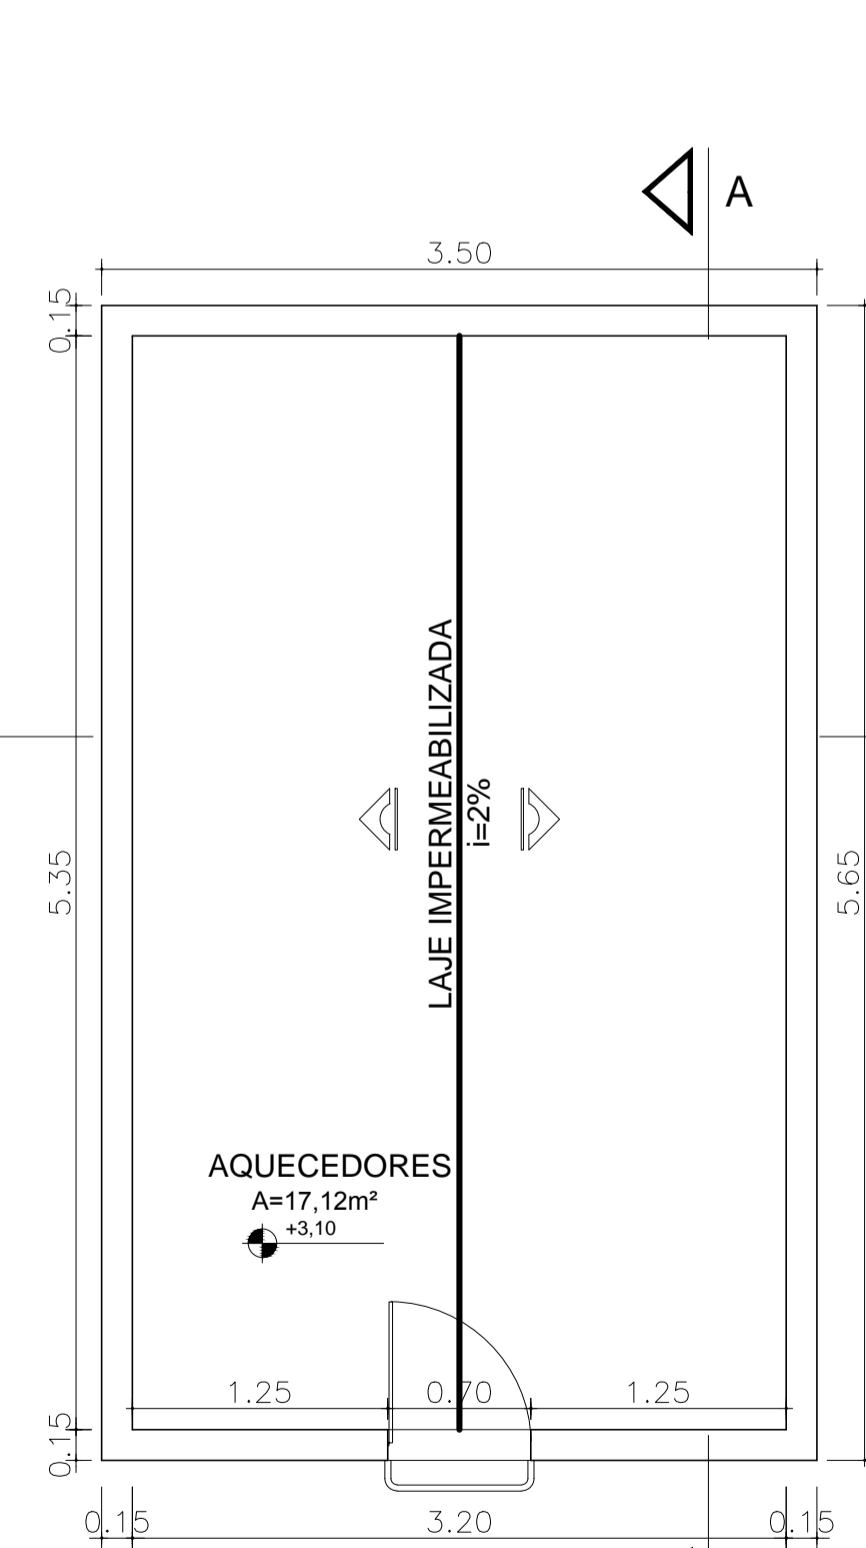 A
3.50
0.15
LAJE IMPERMEABILIZADA
i=2%
5.35
5.65
AQUECEDORES
A=17,12m²
+3,10
1.25
0.70
1.25
0.15
0.15
3.20
0.15